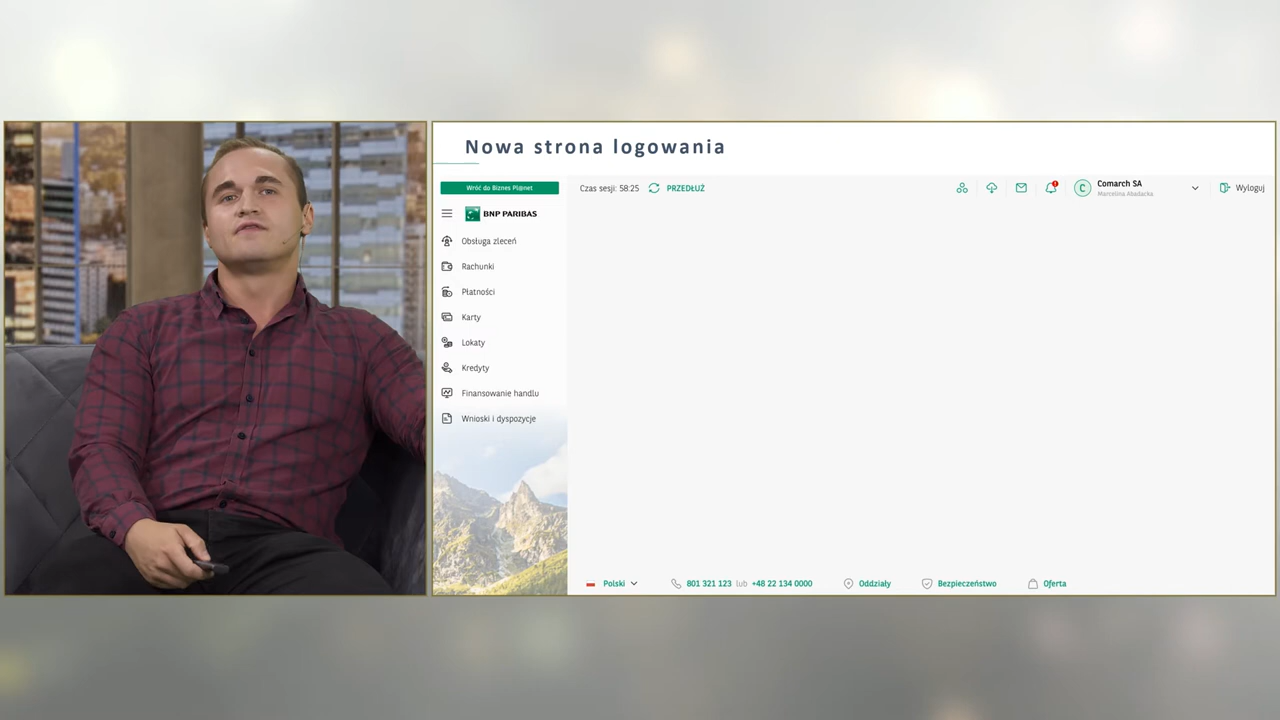 Nowa strona logowania
Wróć do Biznes Pl@net
Czas sesji: 58:25 PRZEDŁUŻ
C Comarch SA
Marcelina Abadacka
Wyloguj
BNP PARIBAS
Obsługa zleceń
Rachunki
Płatności
Karty
Lokaty
Kredyty
Finansowanie handlu
Wnioski i dyspozycje
Polski
801 321 123 lub +48 22 134 0000
Oddziały
Bezpieczeństwo
Oferta